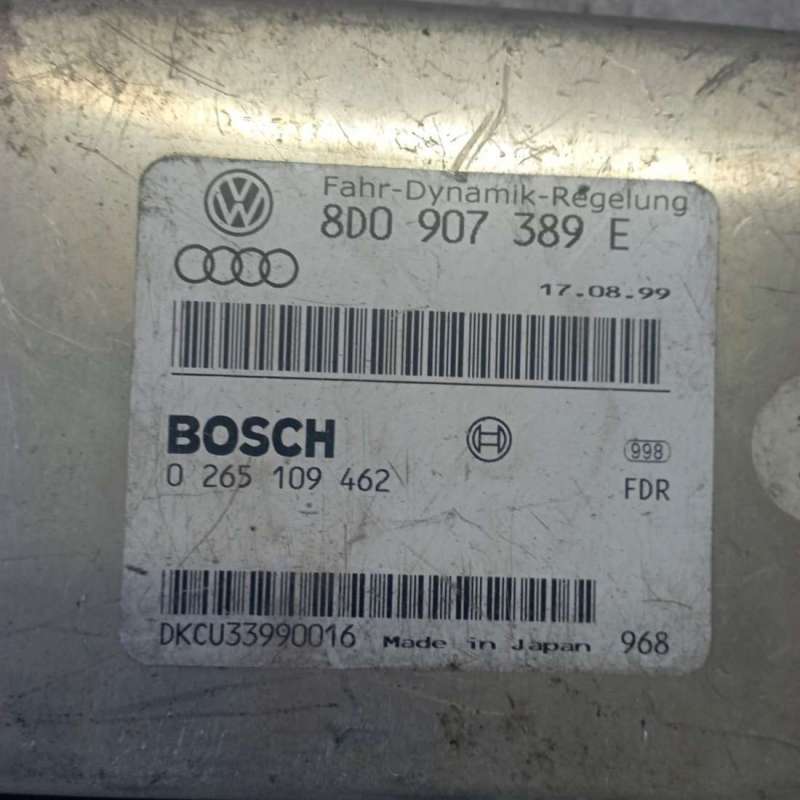 Fahr-Dynamik-Regelung
8D0 907 389 E
17.08.99
BOSCH
0 265 109 462
998
FDR
DKCU33990016 Made in Japan 968